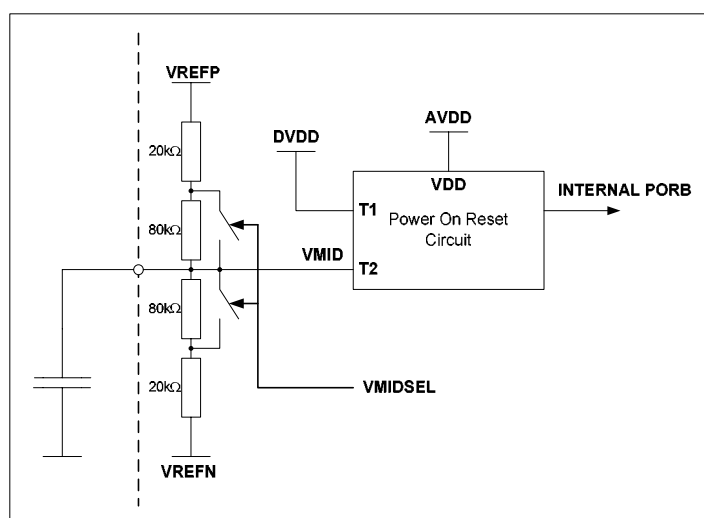 VREFP
20kΩ
80kΩ
80kΩ
20kΩ
VREFN
DVDD
AVDD
VDD
T1
Power On Reset
Circuit
T2
VMID
INTERNAL PORB
VMIDSEL